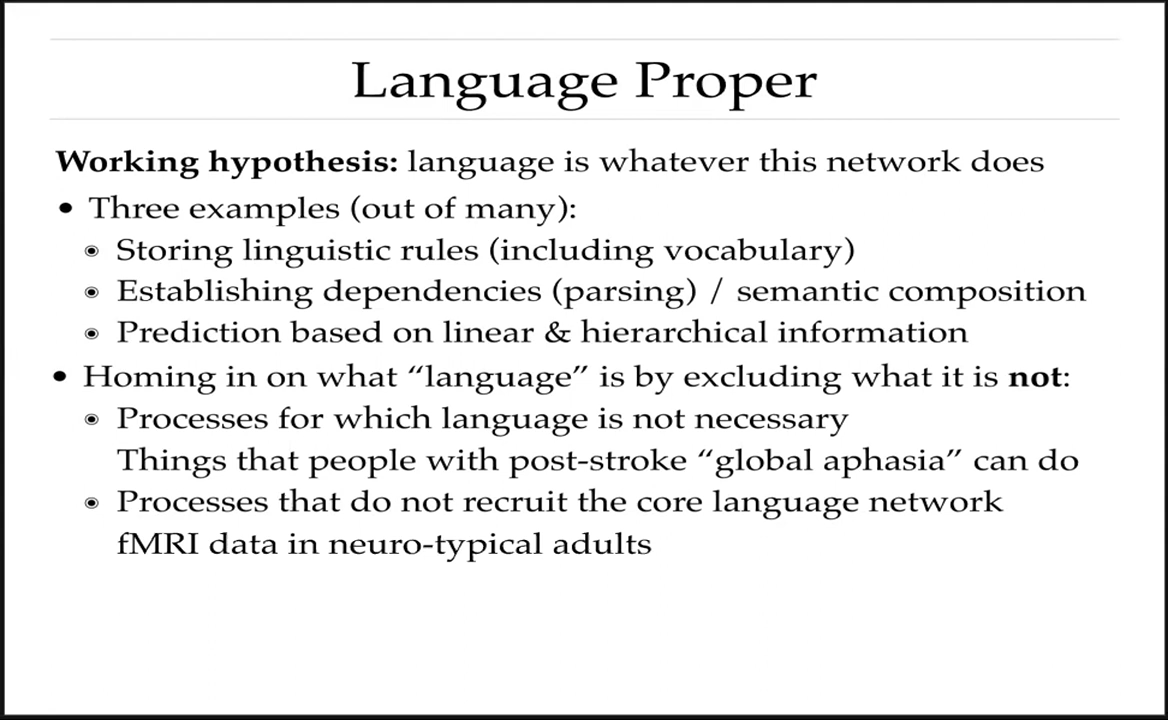 Language Proper
Working hypothesis: language is whatever this network does
• Three examples (out of many):
◉ Storing linguistic rules (including vocabulary)
◉ Establishing dependencies (parsing) / semantic composition
◉ Prediction based on linear & hierarchical information
• Homing in on what “language” is by excluding what it is not:
◉ Processes for which language is not necessary
Things that people with post-stroke “global aphasia” can do
◉ Processes that do not recruit the core language network
fMRI data in neuro-typical adults